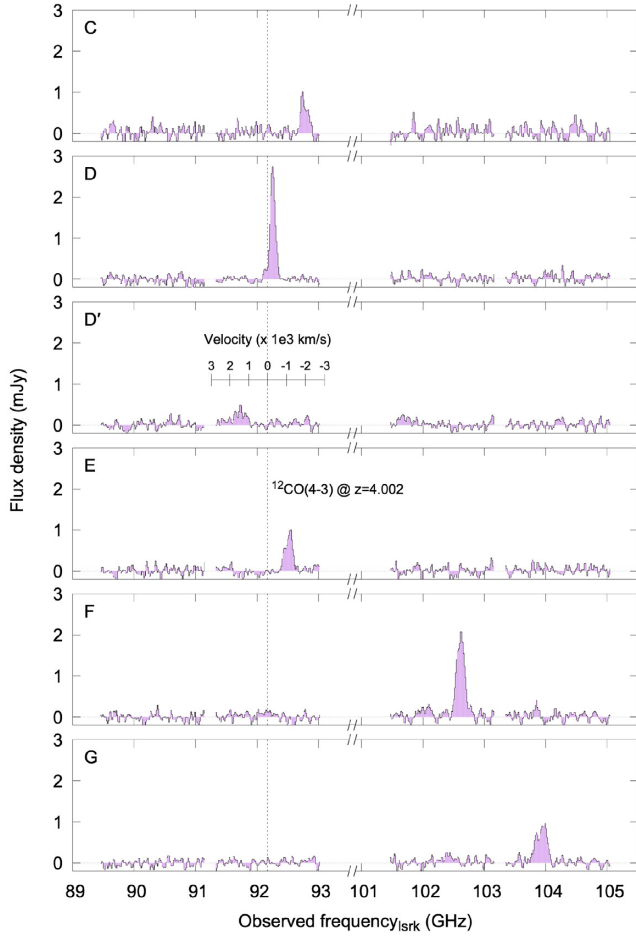 3
C
2
1
0
3
D
2
1
0
3
D′
2
Velocity (x 1e3 km/s)
3 2 1 0 -1 -2 -3
1
0
3
E
2
¹²CO(4-3) @ z=4.002
1
0
3
F
2
1
0
3
G
2
1
0
89 90 91 92 93 101 102 103 104 105
Flux density (mJy)
Observed frequency_lsrk (GHz)